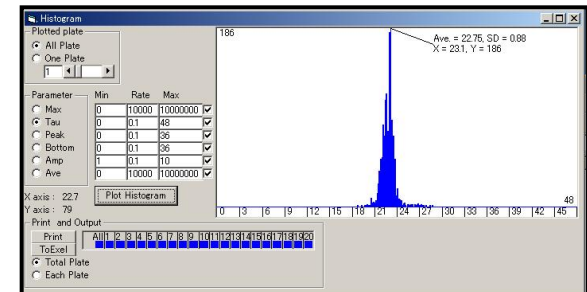 Histogram
Plotted plate
All Plate
One Plate
1
Parameter Min Rate Max
Max 0 10000 10000000
Tau 0 0.1 48
Peak 0 0.1 36
Bottom 0 0.1 36
Amp 1 0.1 10
Ave 0 10000 10000000
X axis : 22.7
Y axis : 79
Plot Histogram
186
Ave. = 22.75, SD = 0.88
X = 23.1, Y = 186
48
0 3 6 9 12 15 18 21 24 27 30 33 36 39 42 45
Print and Output
Print
ToExel
All 1 2 3 4 5 6 7 8 9 10 11 12 13 14 15 16 17 18 19 20
Total Plate
Each Plate